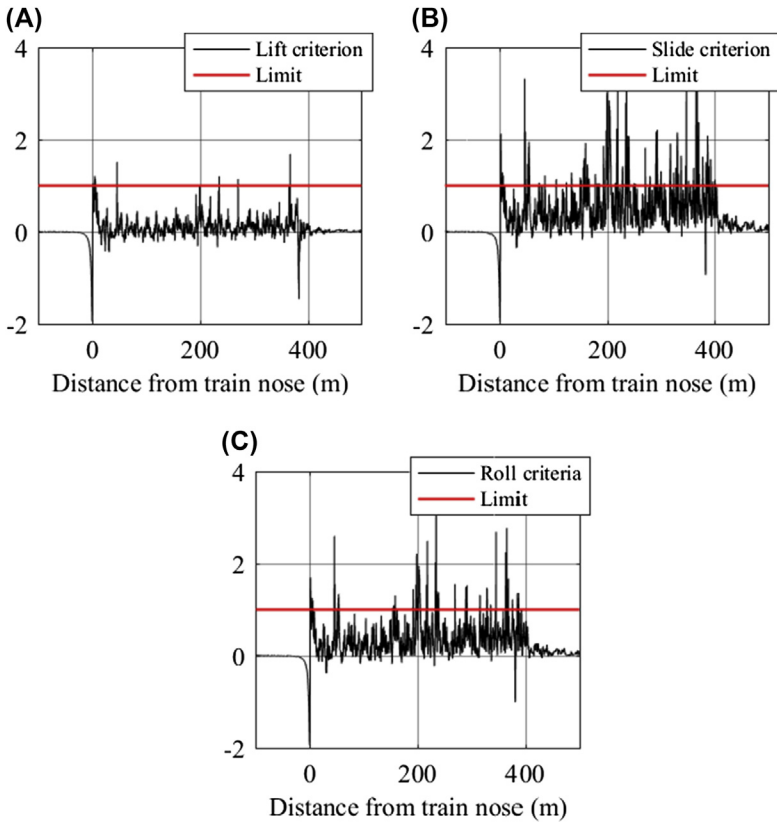 (A)
Lift criterion
Limit
4
2
0
-2
0 200 400
Distance from train nose (m)
(B)
Slide criterion
Limit
4
2
0
-2
0 200 400
Distance from train nose (m)
(C)
Roll criteria
Limit
4
2
0
-2
0 200 400
Distance from train nose (m)